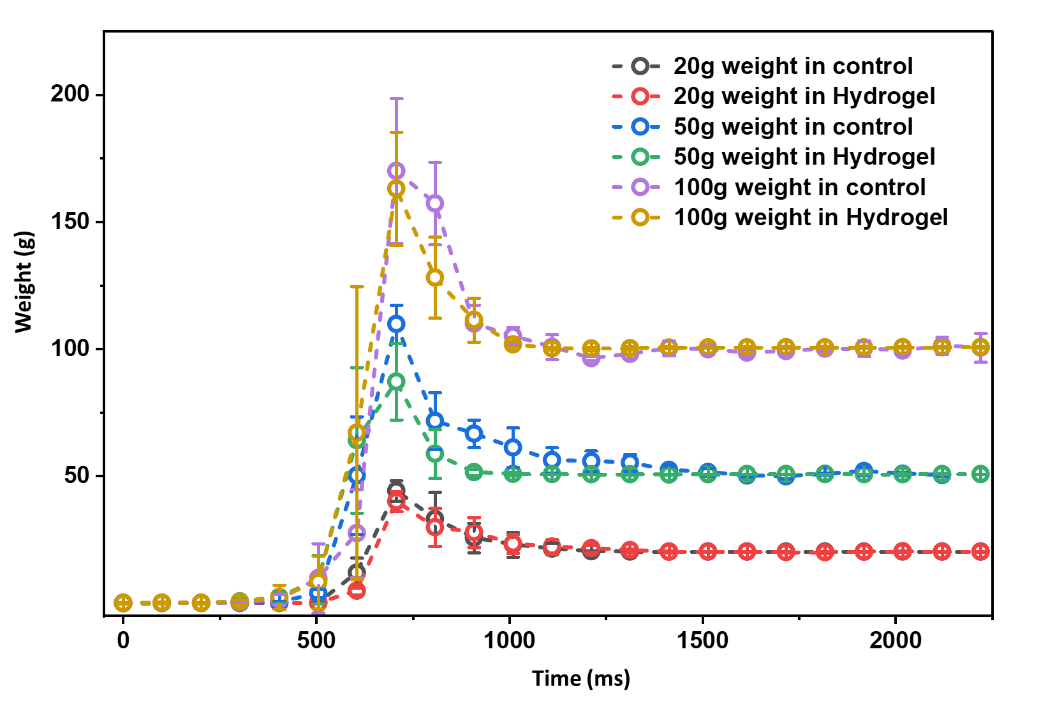 20g weight in control
20g weight in Hydrogel
50g weight in control
50g weight in Hydrogel
100g weight in control
100g weight in Hydrogel
200
150
100
50
Weight (g)
0 500 1000 1500 2000
Time (ms)